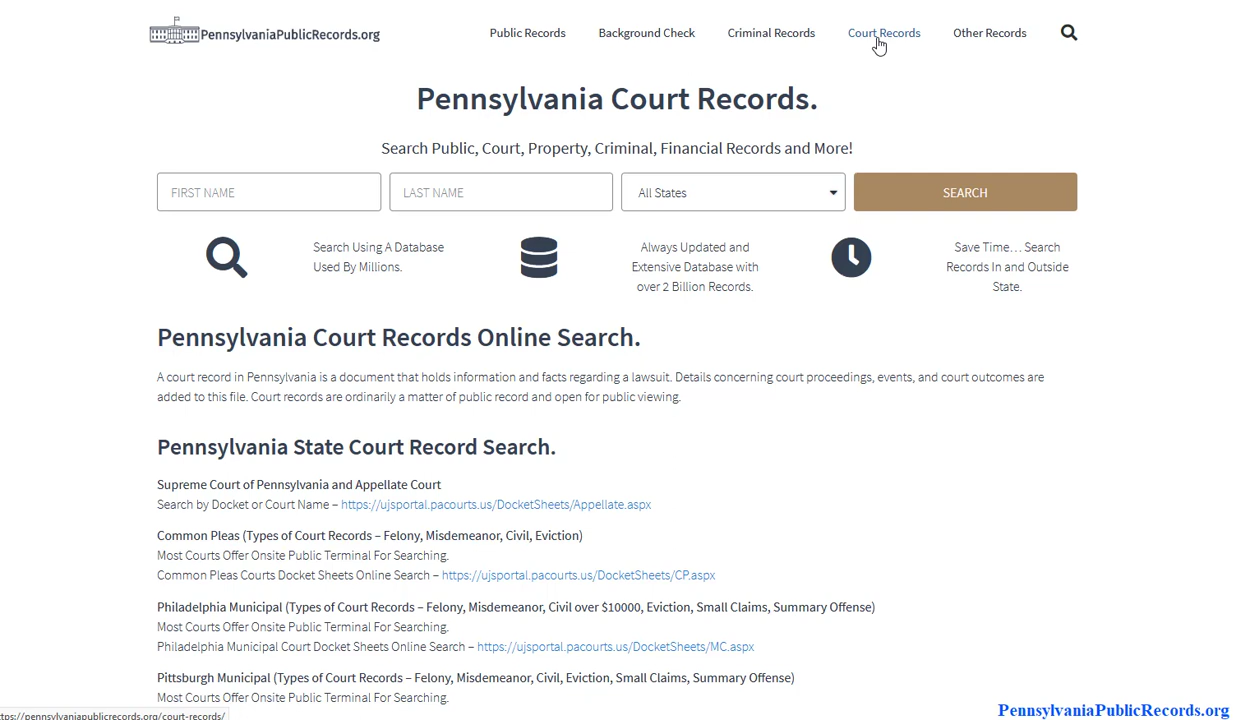 PennsylvaniaPublicRecords.org
Public Records
Background Check
Criminal Records
Court Records
Other Records
Pennsylvania Court Records.
Search Public, Court, Property, Criminal, Financial Records and More!
FIRST NAME
LAST NAME
All States
SEARCH
Search Using A Database
Used By Millions.
Always Updated and
Extensive Database with
over 2 Billion Records.
Save Time… Search
Records In and Outside
State.
Pennsylvania Court Records Online Search.
A court record in Pennsylvania is a document that holds information and facts regarding a lawsuit. Details concerning court proceedings, events, and court outcomes are
added to this file. Court records are ordinarily a matter of public record and open for public viewing.
Pennsylvania State Court Record Search.
Supreme Court of Pennsylvania and Appellate Court
Search by Docket or Court Name – https://ujsportal.pacourts.us/DocketSheets/Appellate.aspx
Common Pleas (Types of Court Records – Felony, Misdemeanor, Civil, Eviction)
Most Courts Offer Onsite Public Terminal For Searching.
Common Pleas Courts Docket Sheets Online Search – https://ujsportal.pacourts.us/DocketSheets/CP.aspx
Philadelphia Municipal (Types of Court Records – Felony, Misdemeanor, Civil over $10000, Eviction, Small Claims, Summary Offense)
Most Courts Offer Onsite Public Terminal For Searching.
Philadelphia Municipal Court Docket Sheets Online Search – https://ujsportal.pacourts.us/DocketSheets/MC.aspx
Pittsburgh Municipal (Types of Court Records – Felony, Misdemeanor, Civil, Eviction, Small Claims, Summary Offense)
Most Courts Offer Onsite Public Terminal For Searching.
ttps://pennsylvaniapublicrecords.org/court-records/
PennsylvaniaPublicRecords.org